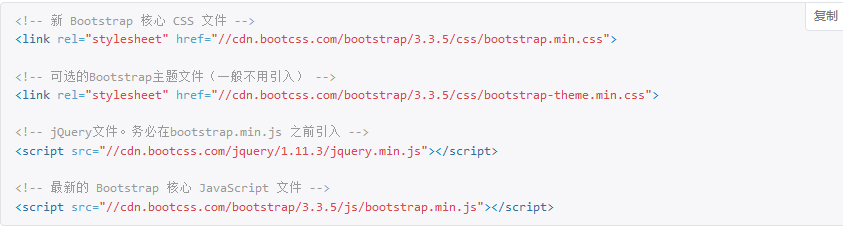 复制
<!-- 新 Bootstrap 核心 CSS 文件 -->
<link rel="stylesheet" href="//cdn.bootcss.com/bootstrap/3.3.5/css/bootstrap.min.css">
<!-- 可选的Bootstrap主题文件（一般不用引入） -->
<link rel="stylesheet" href="//cdn.bootcss.com/bootstrap/3.3.5/css/bootstrap-theme.min.css">
<!-- jQuery文件。务必在bootstrap.min.js 之前引入 -->
<script src="//cdn.bootcss.com/jquery/1.11.3/jquery.min.js"></script>
<!-- 最新的 Bootstrap 核心 JavaScript 文件 -->
<script src="//cdn.bootcss.com/bootstrap/3.3.5/js/bootstrap.min.js"></script>